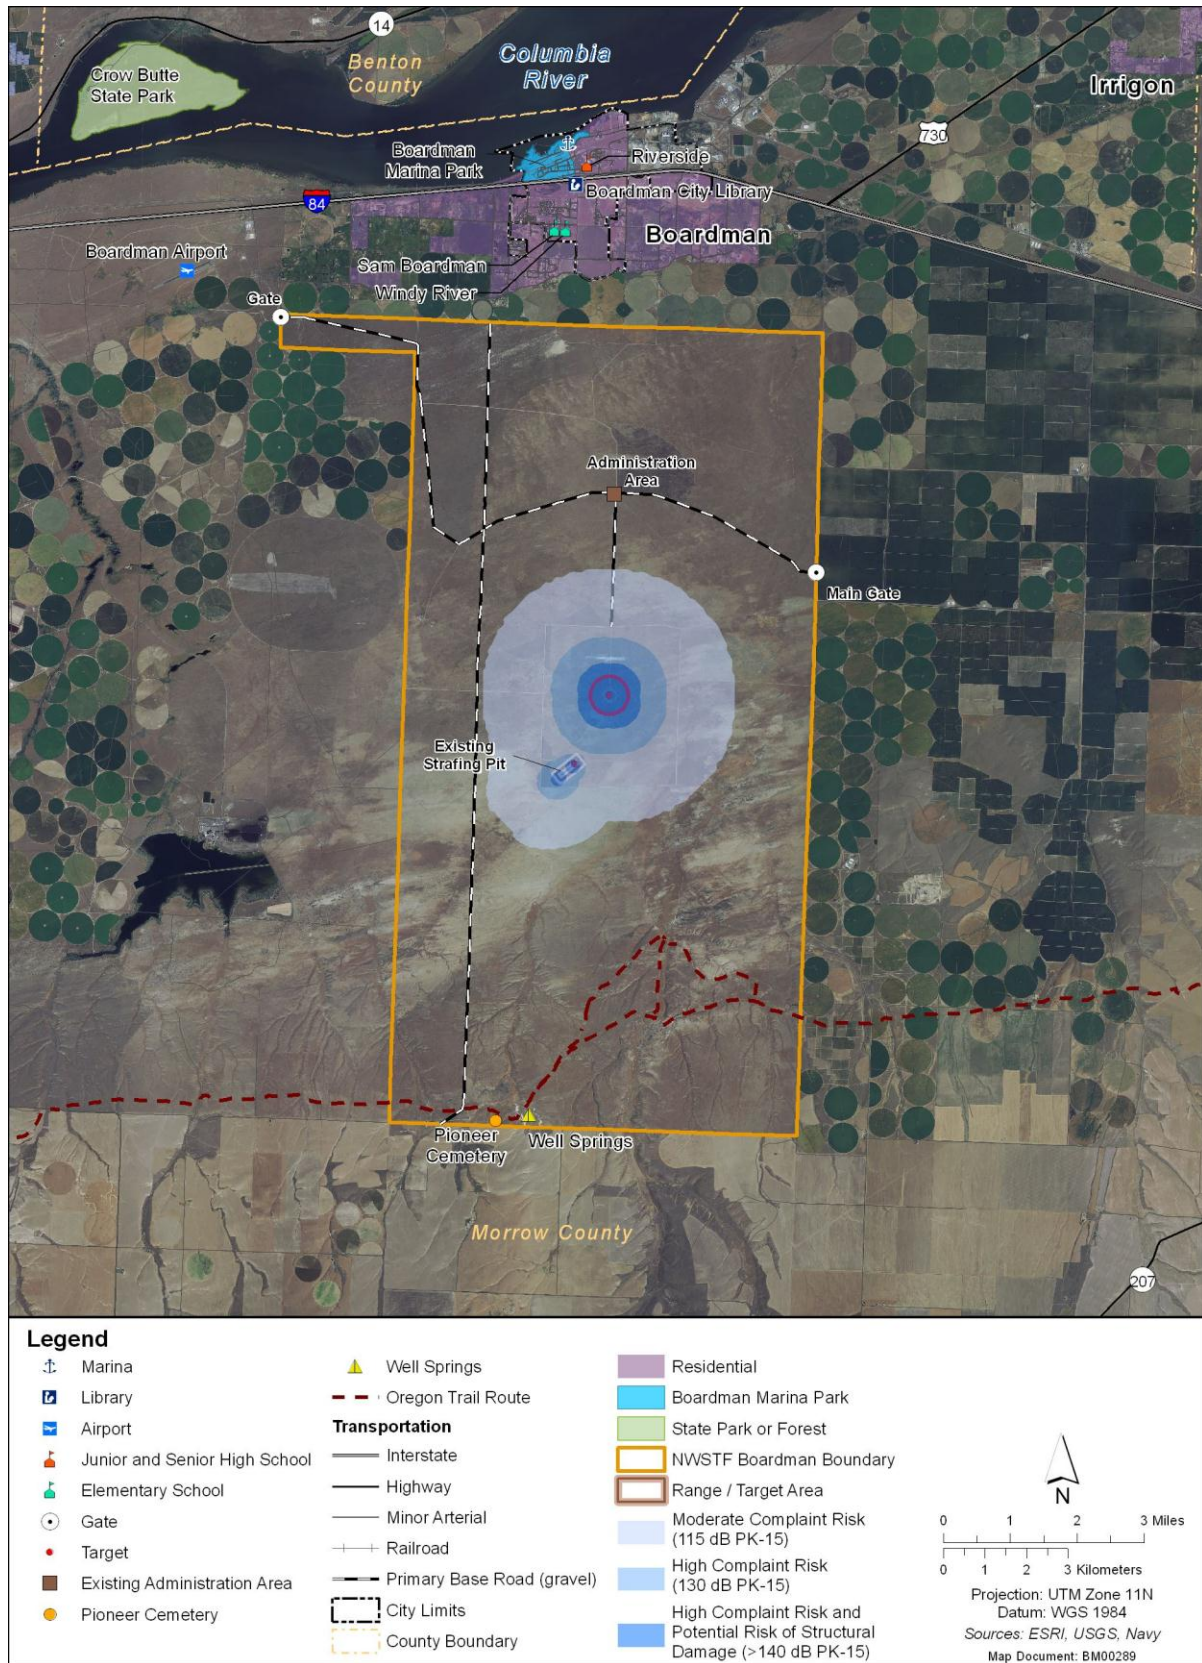 14
Columbia
River
Benton
County
Crow Butte
State Park
Irrigon
730
Boardman
Marina Park
Riverside
Boardman City Library
84
Boardman
Boardman Airport
Sam Boardman
Windy River
Gate
Administration
Area
Main Gate
Existing
Strafing Pit
Pioneer
Cemetery
Well Springs
Morrow County
207
Legend
Marina
Library
Airport
Junior and Senior High School
Elementary School
Gate
Target
Existing Administration Area
Pioneer Cemetery
Well Springs
Oregon Trail Route
Transportation
Interstate
Highway
Minor Arterial
Railroad
Primary Base Road (gravel)
City Limits
County Boundary
Residential
Boardman Marina Park
State Park or Forest
NWSTF Boardman Boundary
Range / Target Area
Moderate Complaint Risk
(115 dB PK-15)
High Complaint Risk
(130 dB PK-15)
High Complaint Risk and
Potential Risk of Structural
Damage (>140 dB PK-15)
N
0 1 2 3 Miles
0 1 2 3 Kilometers
Projection: UTM Zone 11N
Datum: WGS 1984
Sources: ESRI, USGS, Navy
Map Document: BM00289